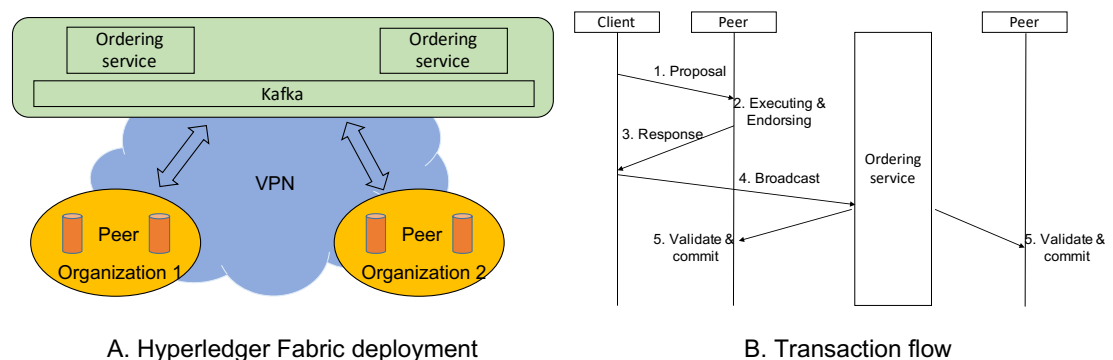 Ordering
service
Ordering
service
Kafka
VPN
Peer
Organization 1
Peer
Organization 2
A. Hyperledger Fabric deployment
Client
Peer
Peer
1. Proposal
2. Executing &
Endorsing
3. Response
4. Broadcast
Ordering
service
5. Validate &
commit
5. Validate &
commit
B. Transaction flow